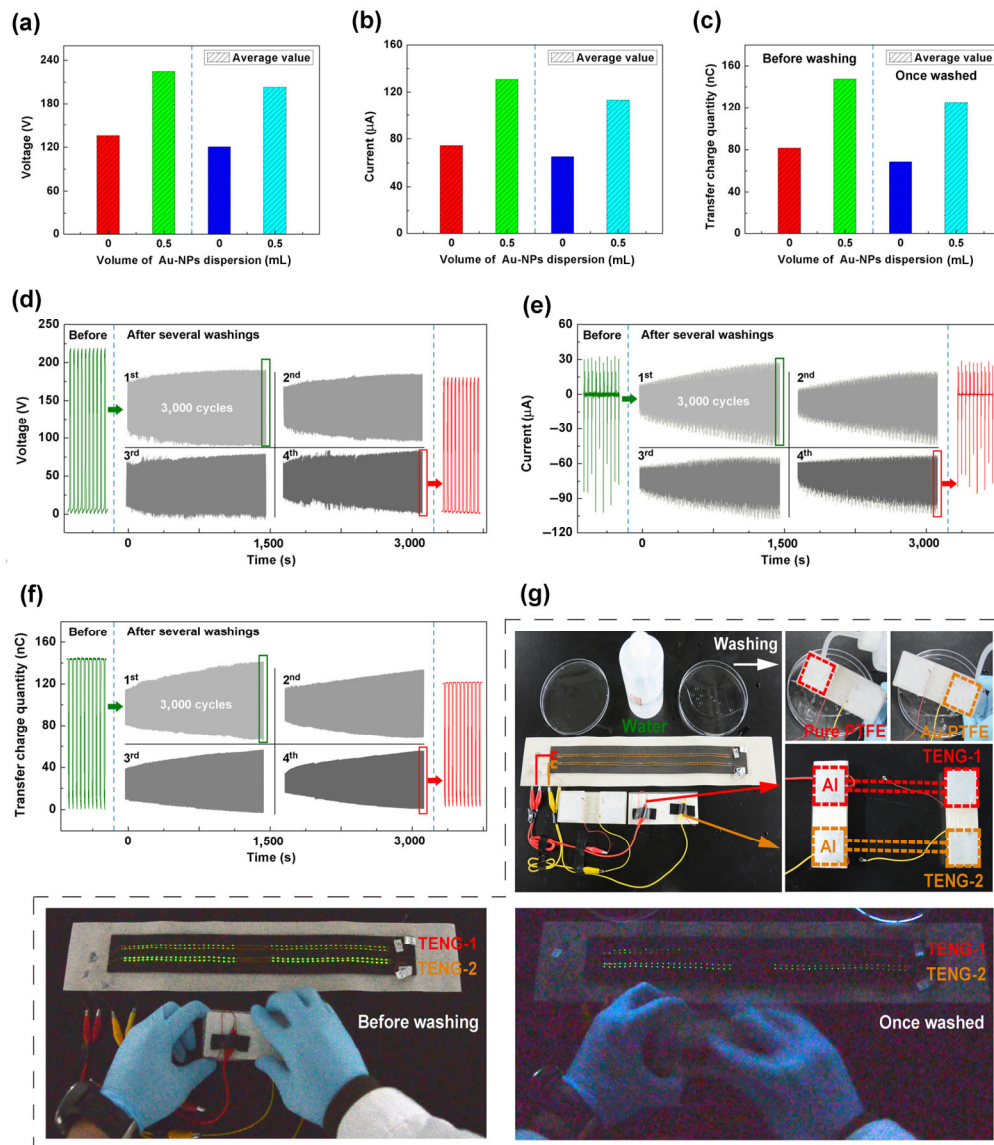 (a)
240
180
120
60
0
Voltage (V)
Average value
0 0.5 0 0.5
Volume of Au-NPs dispersion (mL)
(b)
160
120
80
40
0
Current (μA)
Average value
0 0.5 0 0.5
Volume of Au-NPs dispersion (mL)
(c)
240
200
160
120
80
40
0
Transfer charge quantity (nC)
Average value
Before washing
Once washed
0 0.5 0 0.5
Volume of Au-NPs dispersion (mL)
(d)
250
200
150
100
50
0
Voltage (V)
Before
After several washings
1st
3,000 cycles
2nd
3rd
4th
0 1,500 3,000
Time (s)
(e)
60
30
0
–30
–60
–90
–120
Current (μA)
Before
After several washings
1st
3,000 cycles
2nd
3rd
4th
0 1,500 3,000
Time (s)
(f)
160
120
80
40
0
Transfer charge quantity (nC)
Before
After several washings
1st
3,000 cycles
2nd
3rd
4th
0 1,500 3,000
Time (s)
(g)
Washing
Water
Pure PTFE
Au-PTFE
TENG-1
Al
Al
TENG-2
TENG-1
TENG-2
Before washing
TENG-1
TENG-2
Once washed